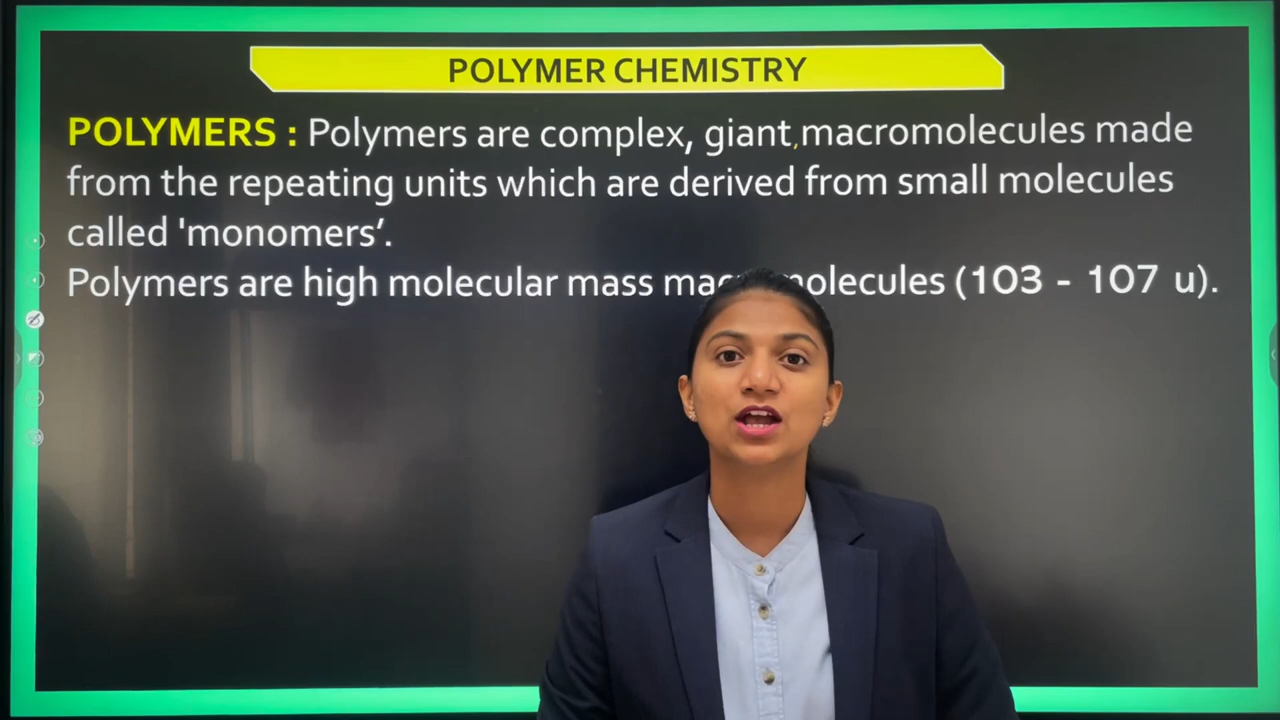 POLYMER CHEMISTRY
POLYMERS : Polymers are complex, giant,macromolecules made
from the repeating units which are derived from small molecules
called 'monomers’.
Polymers are high molecular mass (103 - 107 u).